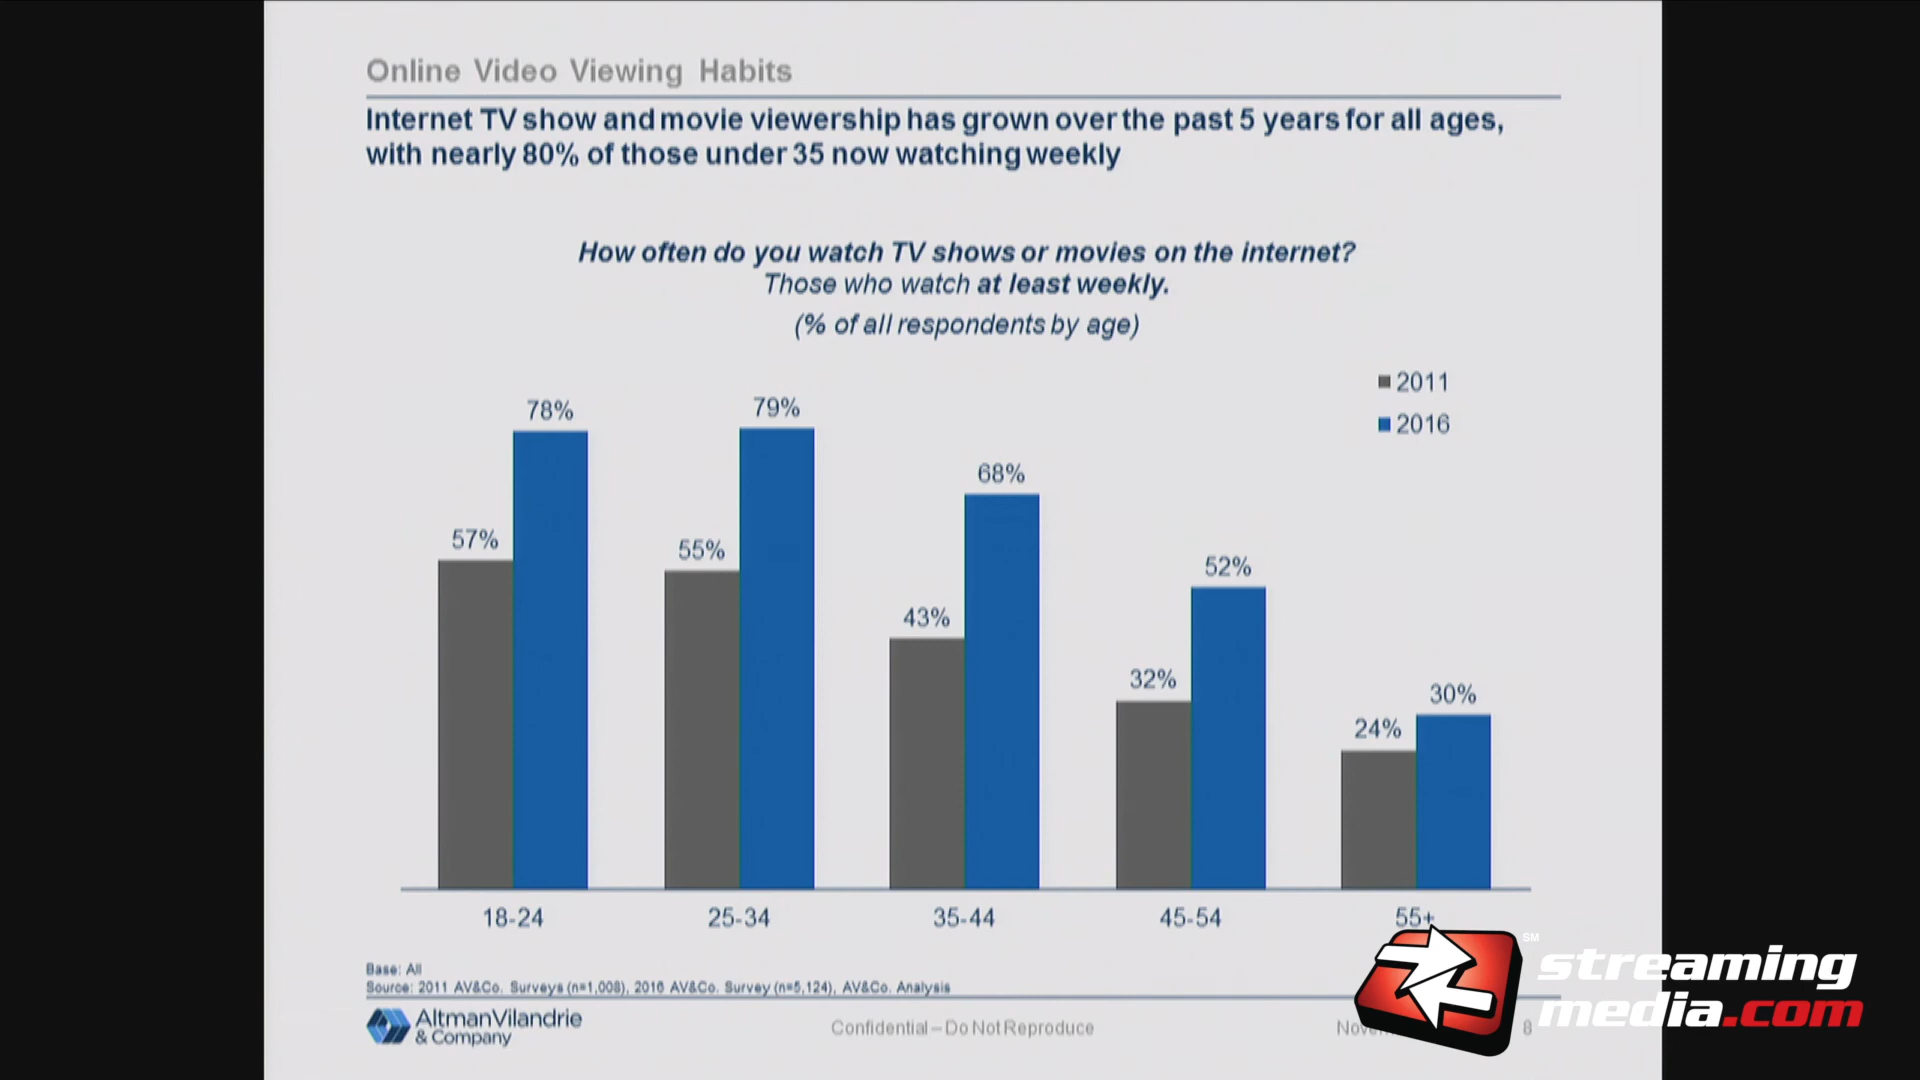 Online Video Viewing Habits
Internet TV show and movie viewership has grown over the past 5 years for all ages,
with nearly 80% of those under 35 now watching weekly
How often do you watch TV shows or movies on the internet?
Those who watch at least weekly.
(% of all respondents by age)
2011
2016
57%
78%
55%
79%
43%
68%
32%
52%
24%
30%
18-24
25-34
35-44
45-54
55+
Base: All
Source: 2011 AV&Co. Surveys (n=1,008), 2016 AV&Co. Survey (n=5,124), AV&Co. Analysis
AltmanVilandrie
& Company
Confidential – Do Not Reproduce
8
SM
streaming
media.com